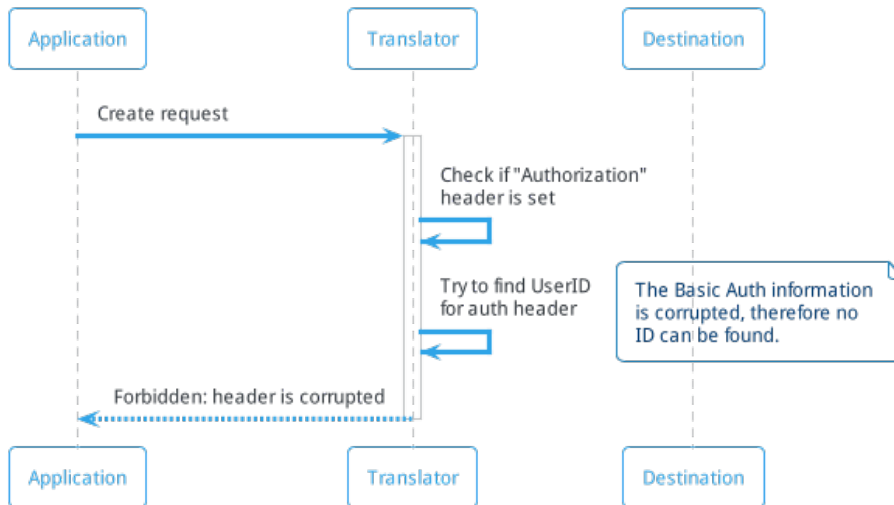 Application
Translator
Destination
Create request
Check if "Authorization"
header is set
Try to find UserID
for auth header
The Basic Auth information
is corrupted, therefore no
ID can be found.
Forbidden: header is corrupted
Application
Translator
Destination